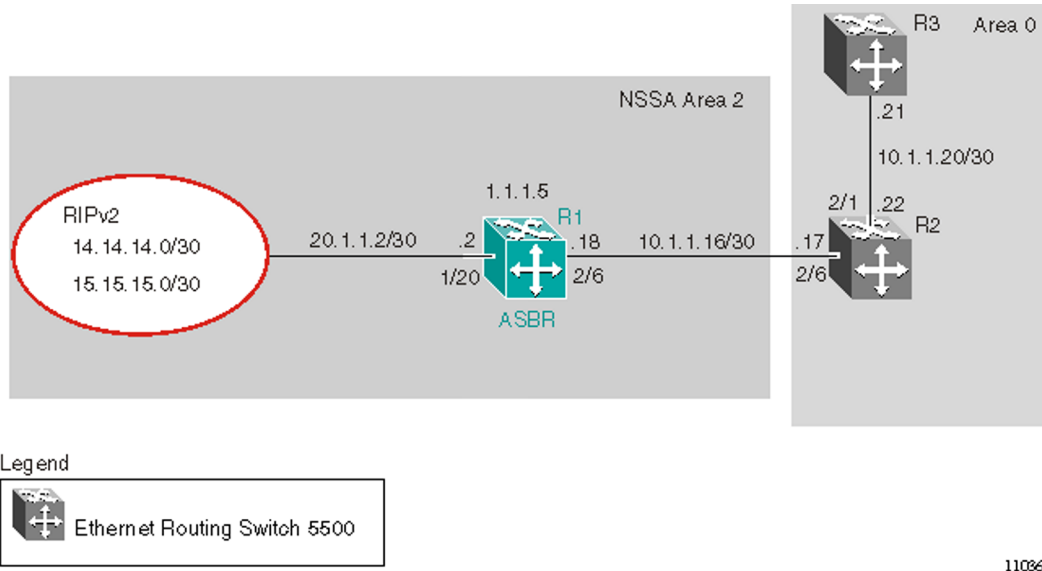 R3 Area 0
NSSA Area 2
.21
10.1.1.20/30
1.1.1.5
2/1 .22
RIPv2
R1
R2
14.14.14.0/30
20.1.1.2/30 .2 .18 10.1.1.16/30 .17
15.15.15.0/30
1/20 2/6 2/6
ASBR
Legend
Ethernet Routing Switch 5500
11036